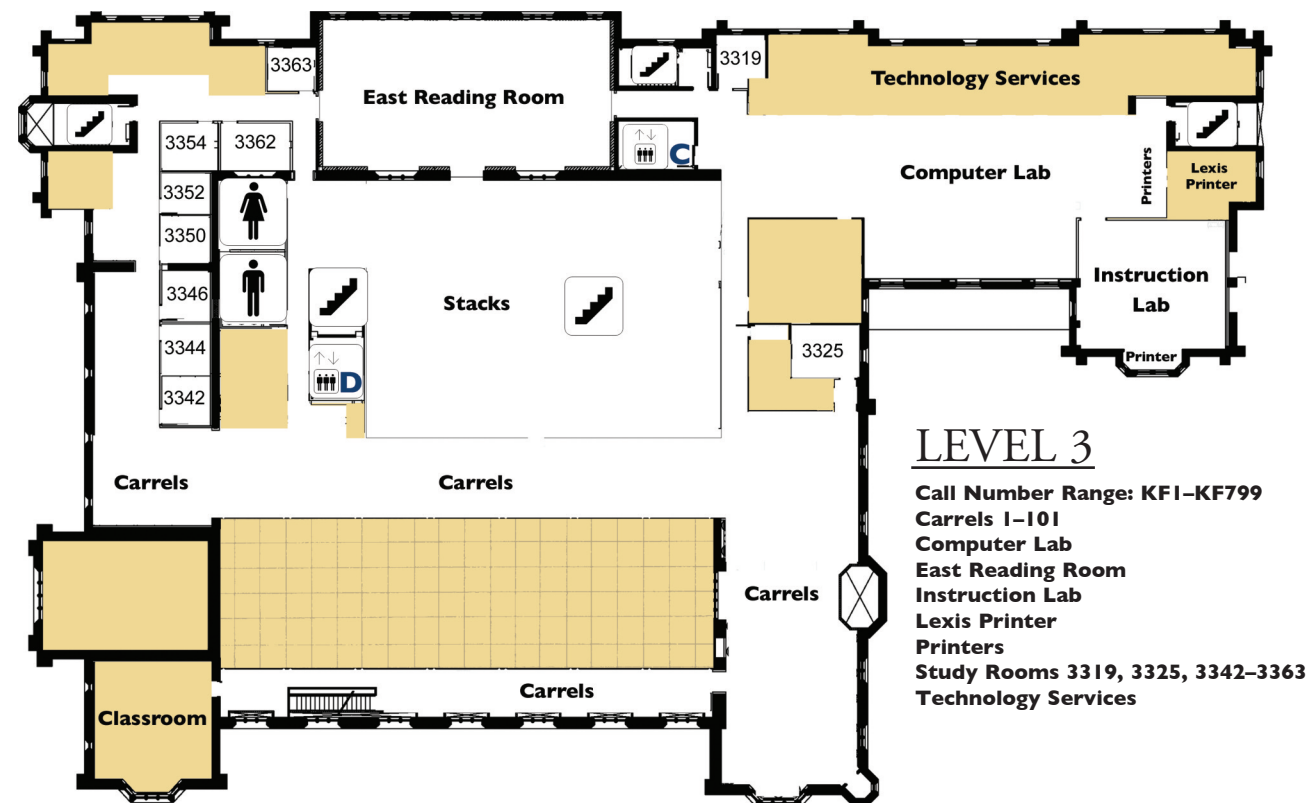 3363
East Reading Room
3319
Technology Services
3354
3362
C
Computer Lab
Printers
Lexis
Printer
3352
3350
3346
Stacks
Instruction
Lab
3344
D
3325
Printer
3342
Carrels
Carrels
Carrels
Carrels
Classroom
LEVEL 3
Call Number Range: KF1–KF799
Carrels 1–101
Computer Lab
East Reading Room
Instruction Lab
Lexis Printer
Printers
Study Rooms 3319, 3325, 3342–3363
Technology Services